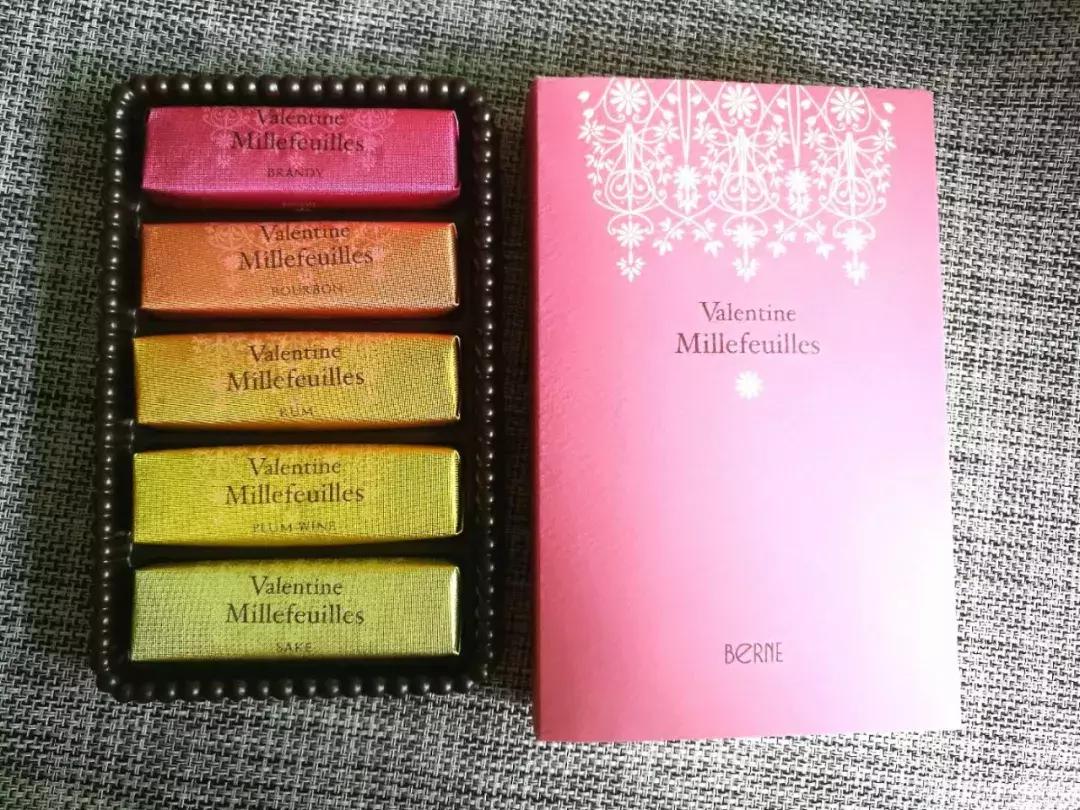 Valentine
Millefeuilles
BRANDY
Valentine
Millefeuilles
BOURBON
Valentine
Millefeuilles
RUM
Valentine
Millefeuilles
PLUM WINE
Valentine
Millefeuilles
SAKE
Valentine
Millefeuilles
BERNE